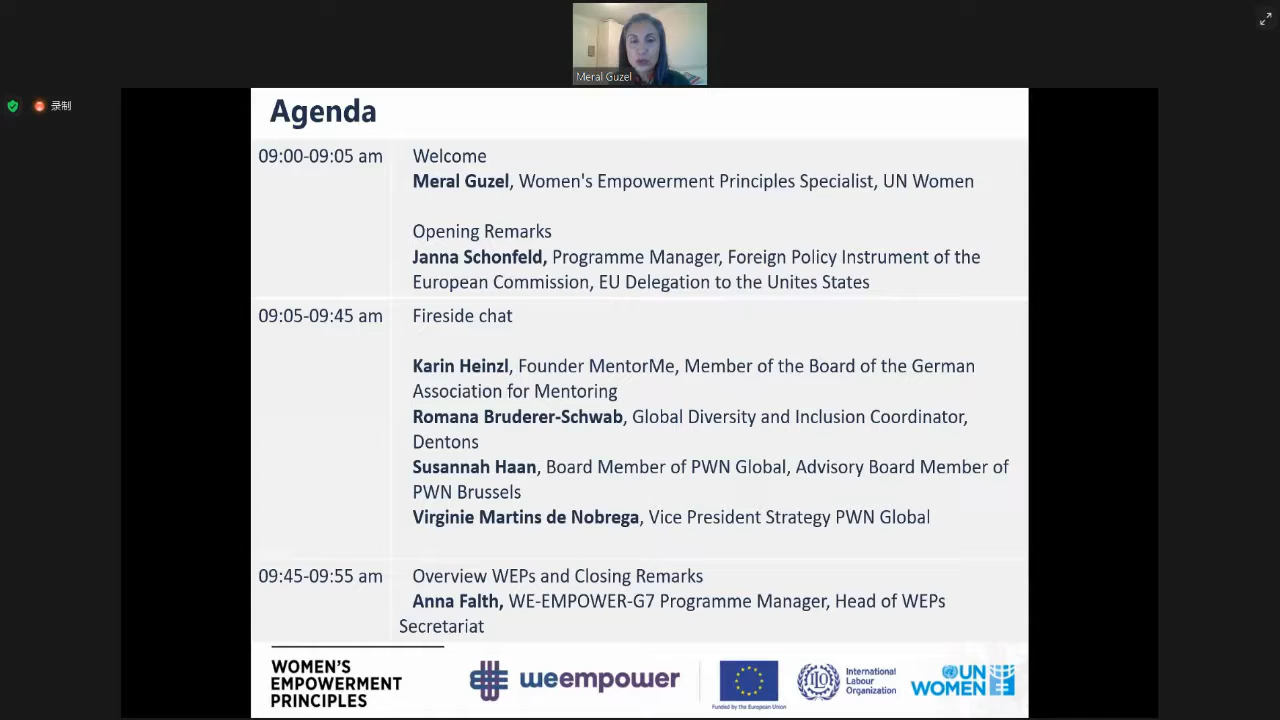 Meral Guzel
录制
Agenda
09:00-09:05 am
Welcome
Meral Guzel, Women's Empowerment Principles Specialist, UN Women
Opening Remarks
Janna Schonfeld, Programme Manager, Foreign Policy Instrument of the
European Commission, EU Delegation to the Unites States
09:05-09:45 am
Fireside chat
Karin Heinzl, Founder MentorMe, Member of the Board of the German
Association for Mentoring
Romana Bruderer-Schwab, Global Diversity and Inclusion Coordinator,
Dentons
Susannah Haan, Board Member of PWN Global, Advisory Board Member of
PWN Brussels
Virginie Martins de Nobrega, Vice President Strategy PWN Global
09:45-09:55 am
Overview WEPs and Closing Remarks
Anna Falth, WE-EMPOWER-G7 Programme Manager, Head of WEPs
Secretariat
WOMEN'S
EMPOWERMENT
PRINCIPLES
weempower
Funded by the European Union
International
Labour
Organization
UN
WOMEN